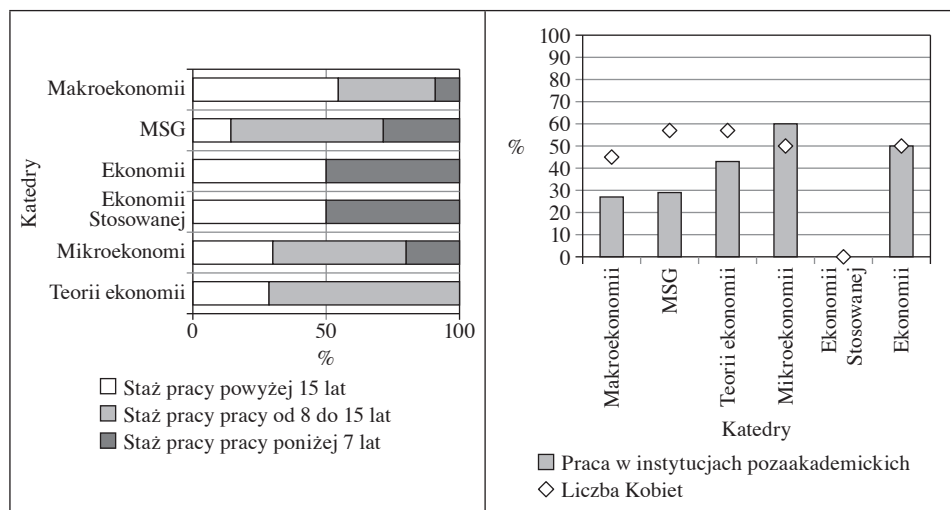 Katedry
Makroekonomii
MSG
Ekonomii
Ekonomii
Stosowanej
Mikroekonomi
Teorii ekonomii
0
50
100
%
Staż pracy powyżej 15 lat
Staż pracy pracy od 8 do 15 lat
Staż pracy pracy poniżej 7 lat
%
100
90
80
70
60
50
40
30
20
10
0
Makroekonomii
MSG
Teorii ekonomii
Mikroekonomii
Ekonomii
Stosowanej
Ekonomii
Katedry
Praca w instytucjach pozaakademickich
Liczba Kobiet